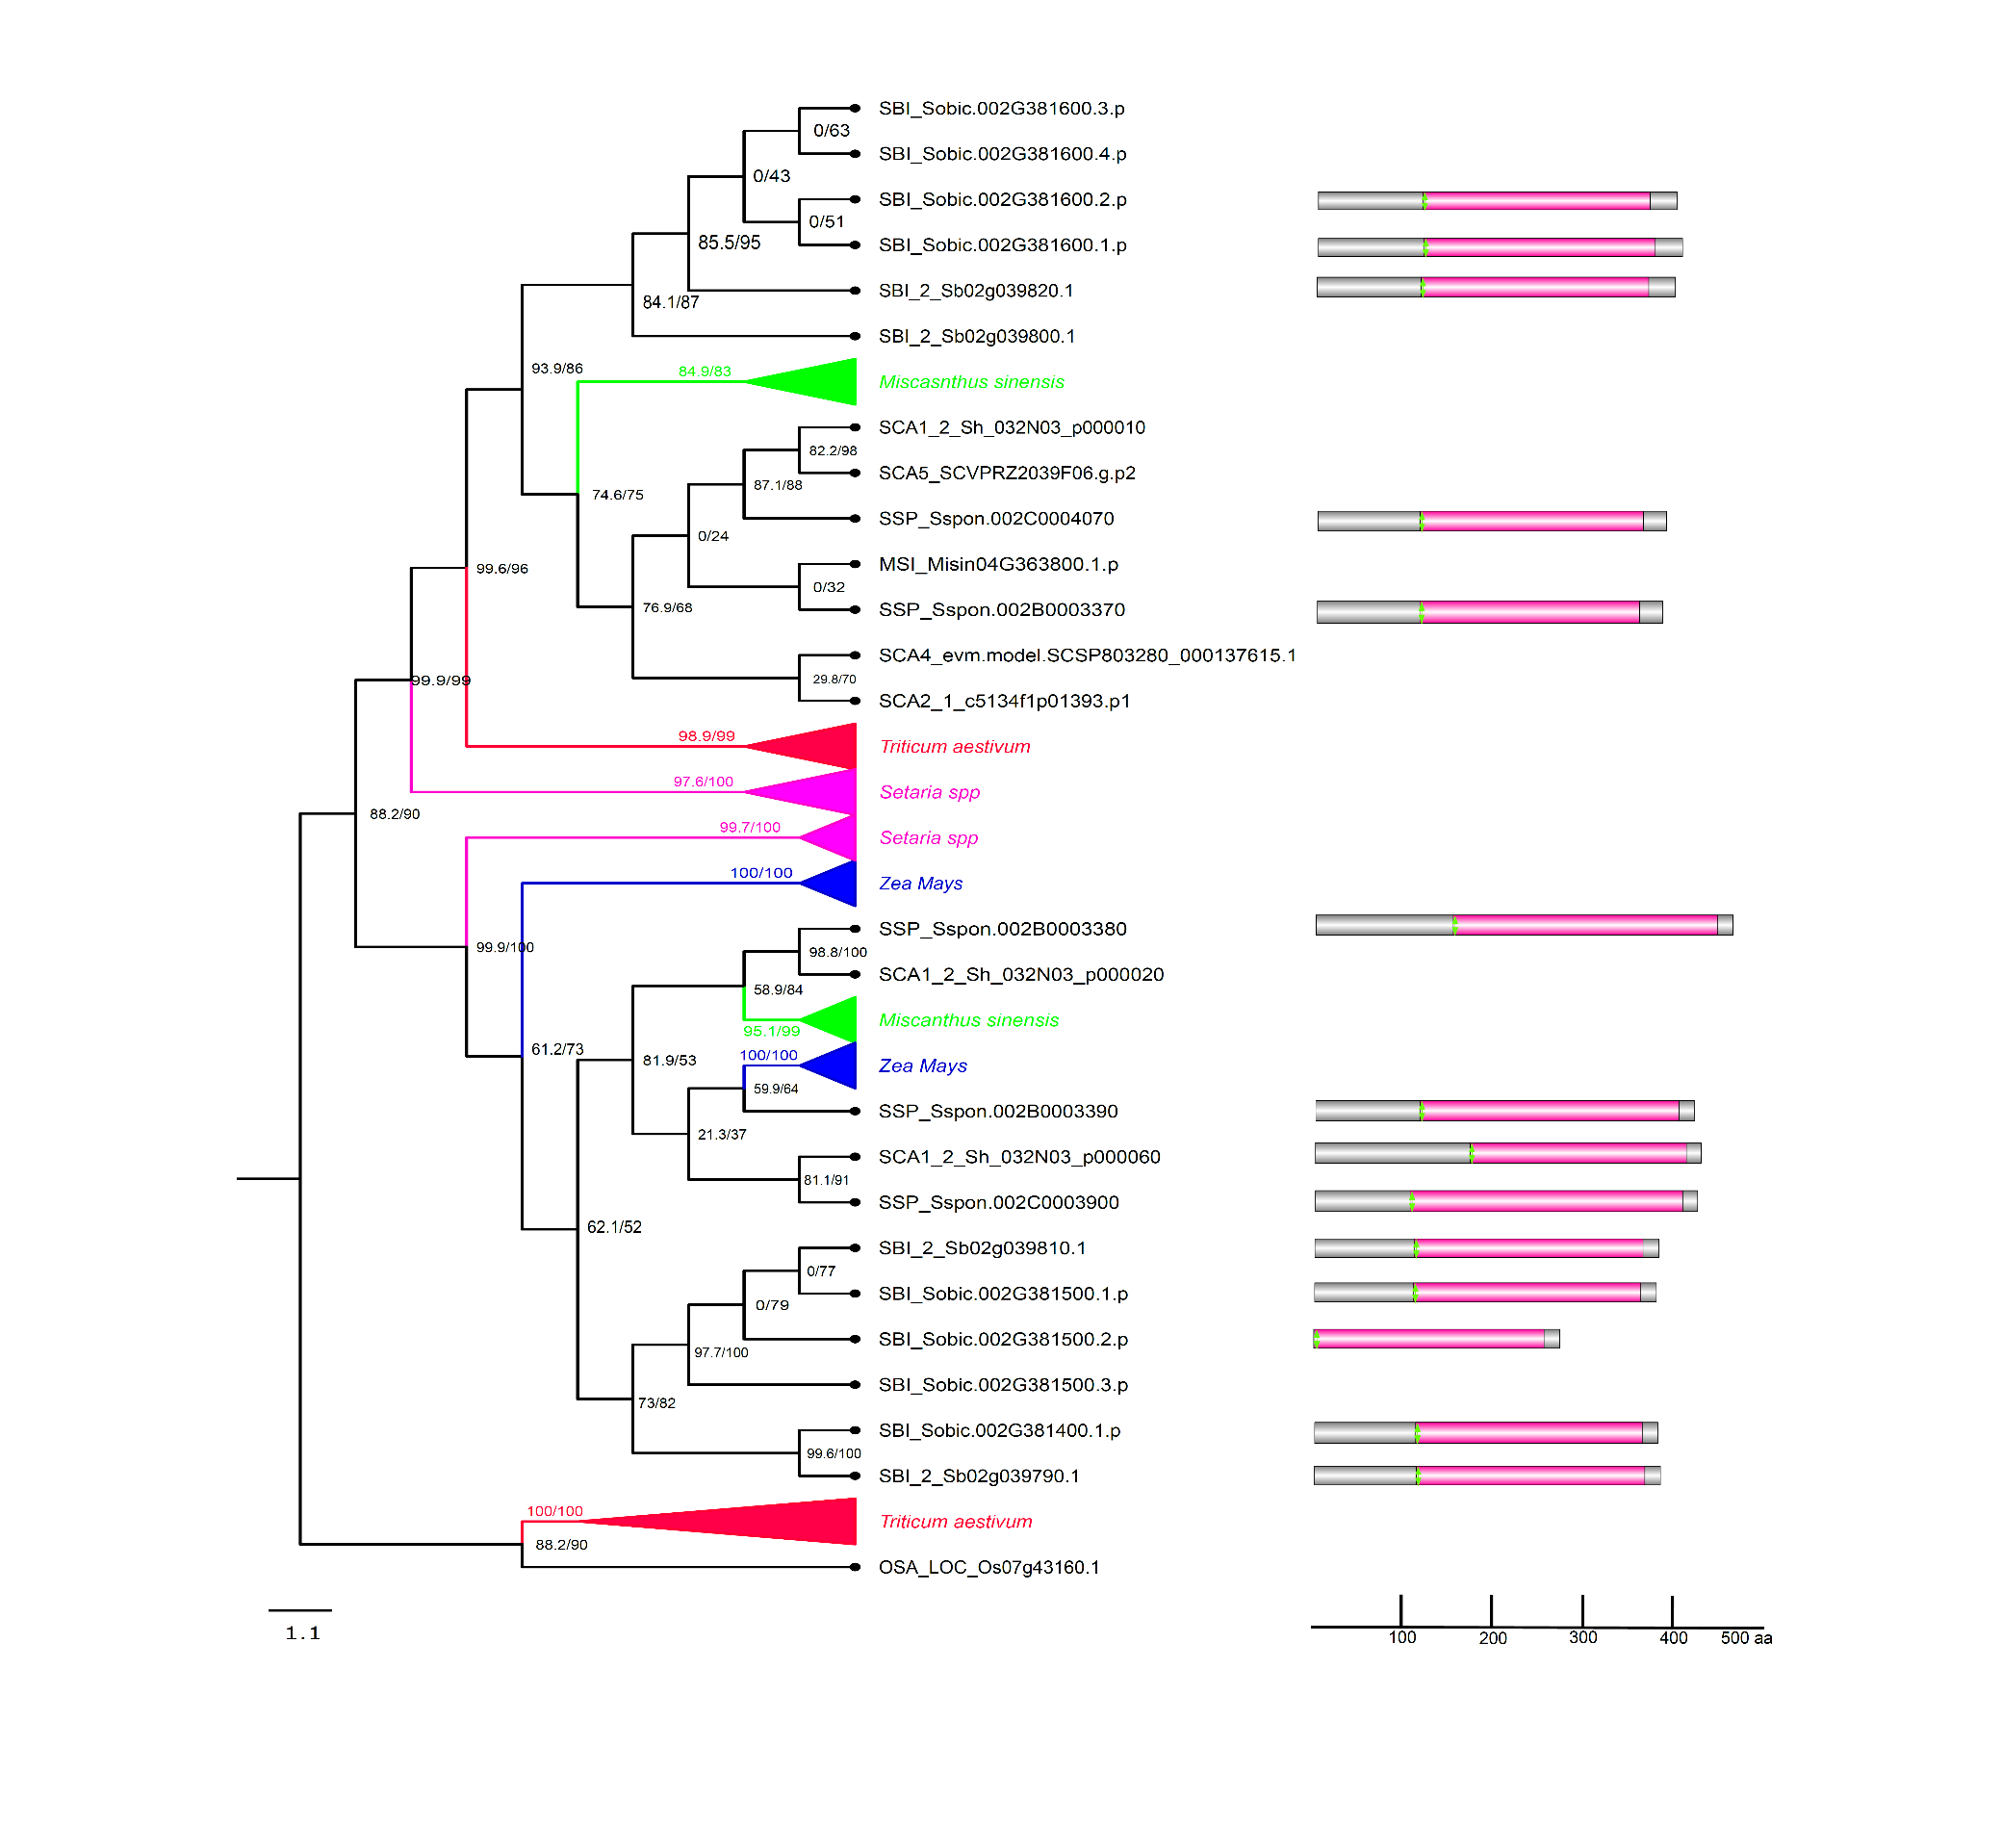 SBI_Sobic.002G381600.3.p
0/63
SBI_Sobic.002G381600.4.p
0/43
SBI_Sobic.002G381600.2.p
0/51
85.5/95
SBI_Sobic.002G381600.1.p
SBI_2_Sb02g039820.1
84.1/87
SBI_2_Sb02g039800.1
93.9/86
84.9/83
Miscasnthus sinensis
SCA1_2_Sh_032N03_p000010
82.2/98
SCA5_SCVPRZ2039F06.g.p2
87.1/88
74.6/75
SSP_Sspon.002C0004070
0/24
MSI_Misin04G363800.1.p
99.6/96
0/32
76.9/68
SSP_Sspon.002B0003370
SCA4_evm.model.SCSP803280_000137615.1
99.9/99
29.8/70
SCA2_1_c5134f1p01393.p1
98.9/99
Triticum aestivum
97.6/100
Setaria spp
88.2/90
99.7/100
Setaria spp
100/100
Zea Mays
SSP_Sspon.002B0003380
99.9/100
98.8/100
SCA1_2_Sh_032N03_p000020
58.9/84
Miscanthus sinensis
95.1/99
61.2/73
81.9/53
100/100
Zea Mays
59.9/64
SSP_Sspon.002B0003390
21.3/37
SCA1_2_Sh_032N03_p000060
81.1/91
SSP_Sspon.002C0003900
62.1/52
SBI_2_Sb02g039810.1
0/77
SBI_Sobic.002G381500.1.p
0/79
SBI_Sobic.002G381500.2.p
97.7/100
SBI_Sobic.002G381500.3.p
73/82
SBI_Sobic.002G381400.1.p
99.6/100
SBI_2_Sb02g039790.1
100/100
Triticum aestivum
88.2/90
OSA_LOC_Os07g43160.1
1.1
100 200 300 400 500 aa